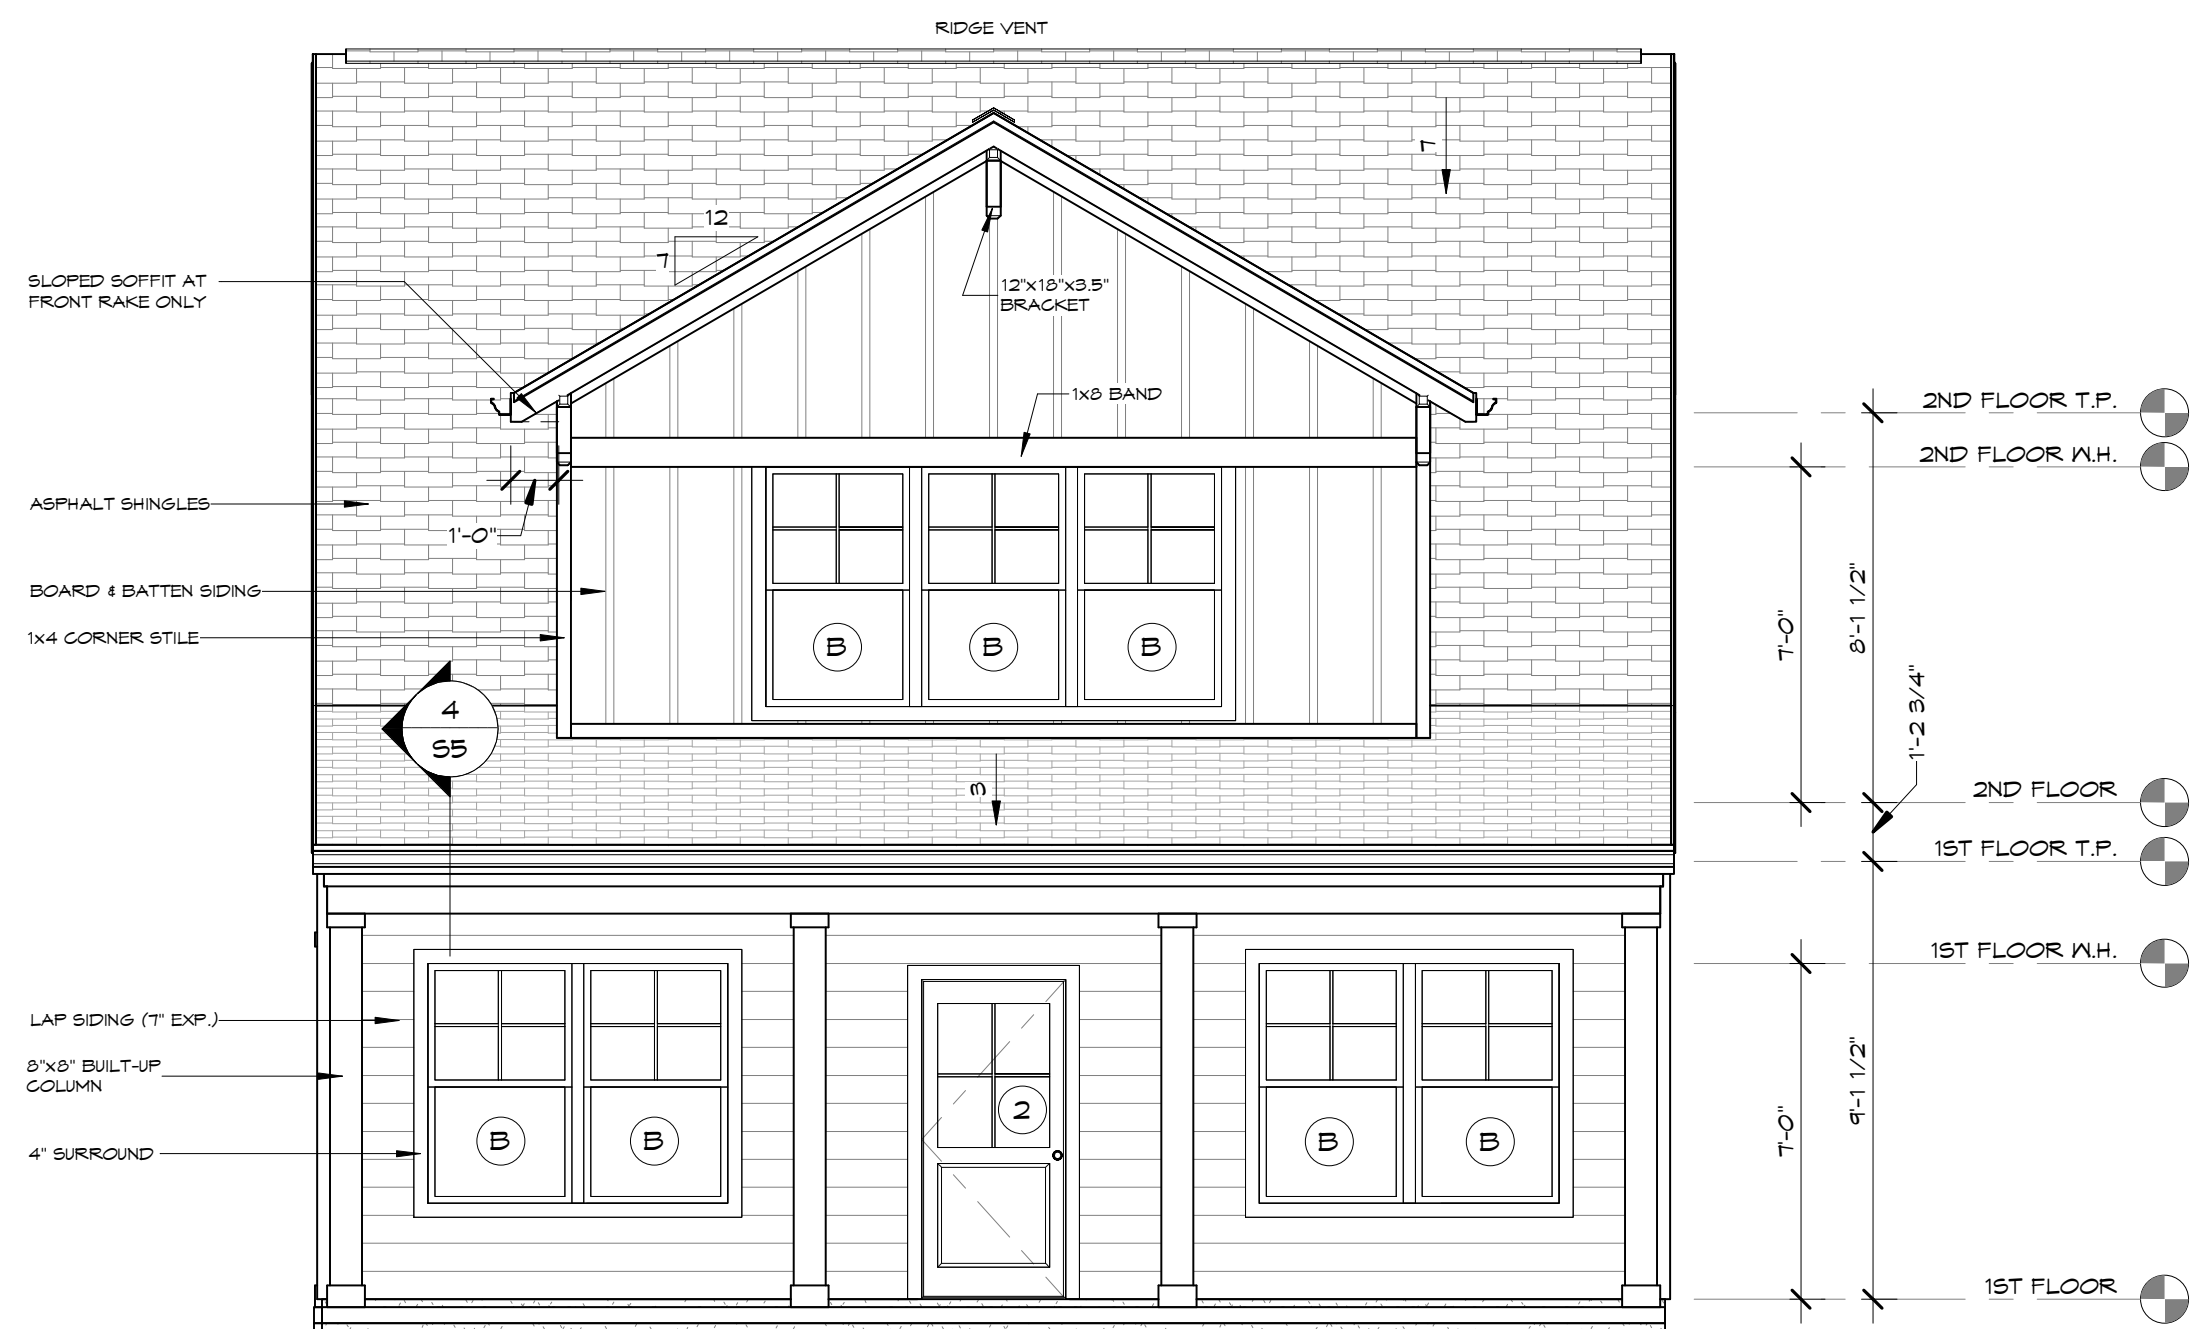 RIDGE VENT
7
12
7
SLOPED SOFFIT AT
FRONT RAKE ONLY
12"x18"x3.5"
BRACKET
1x8 BAND
2ND FLOOR T.P.
2ND FLOOR W.H.
ASPHALT SHINGLES
1'-0"
BOARD & BATTEN SIDING
1x4 CORNER STILE
B
B
B
7'-0"
8'-1 1/2"
1'-2 3/4"
4
S5
3
2ND FLOOR
1ST FLOOR T.P.
1ST FLOOR W.H.
LAP SIDING (7" EXP.)
8"x8" BUILT-UP
COLUMN
4" SURROUND
B
B
2
B
B
7'-0"
9'-1 1/2"
1ST FLOOR